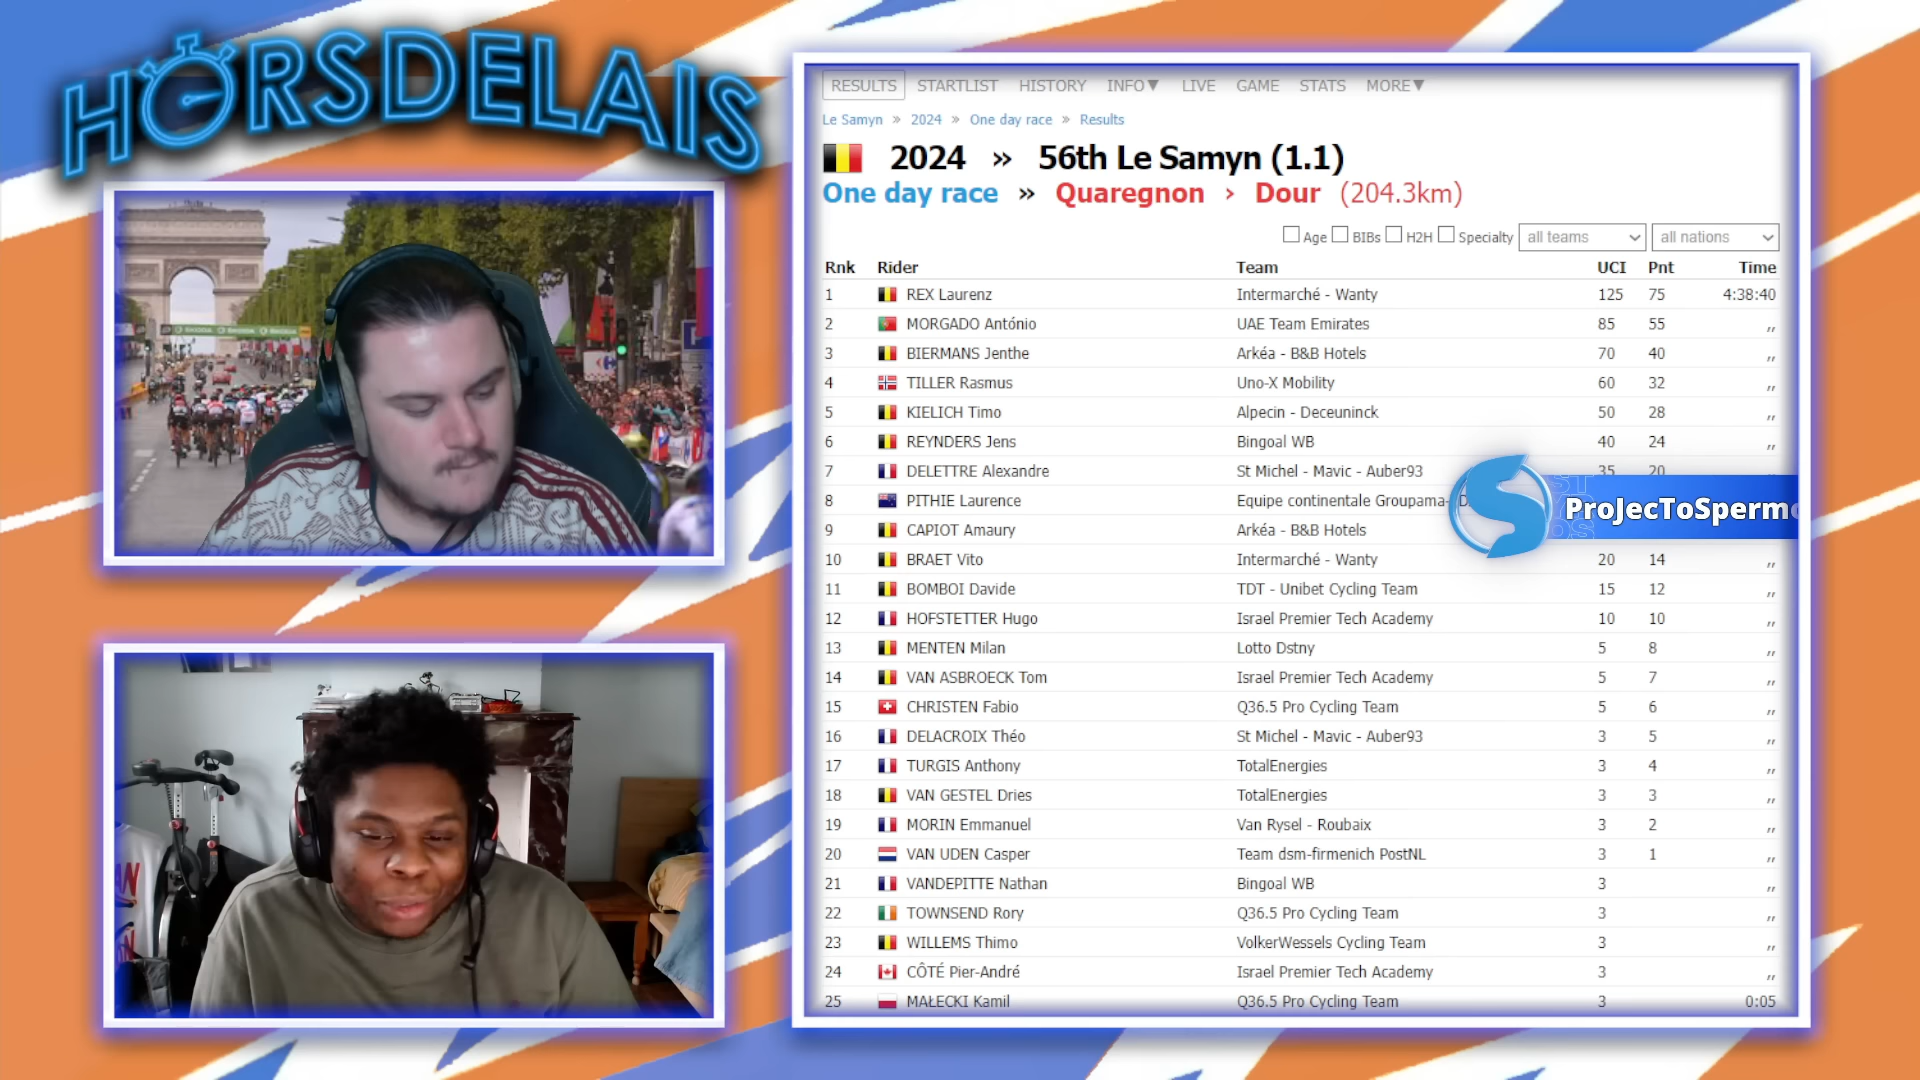 HORSDELAIS
RESULTS STARTLIST HISTORY INFO▼ LIVE GAME STATS MORE▼
Le Samyn » 2024 » One day race » Results
2024 » 56th Le Samyn (1.1)
One day race » Quaregnon › Dour (204.3km)
Age BIBs H2H Specialty all teams all nations
Rnk Rider Team UCI Pnt Time
1 REX Laurenz Intermarché - Wanty 125 75 4:38:40
2 MORGADO António UAE Team Emirates 85 55 ,,
3 BIERMANS Jenthe Arkéa - B&B Hotels 70 40 ,,
4 TILLER Rasmus Uno-X Mobility 60 32 ,,
5 KIELICH Timo Alpecin - Deceuninck 50 28 ,,
6 REYNDERS Jens Bingoal WB 40 24 ,,
7 DELETTRE Alexandre St Michel - Mavic - Auber93 35 20 ,,
8 PITHIE Laurence Equipe continentale Groupama-
ProJecToSperm
9 CAPIOT Amaury Arkéa - B&B Hotels
10 BRAET Vito Intermarché - Wanty 20 14 ,,
11 BOMBOI Davide TDT - Unibet Cycling Team 15 12 ,,
12 HOFSTETTER Hugo Israel Premier Tech Academy 10 10 ,,
13 MENTEN Milan Lotto Dstny 5 8 ,,
14 VAN ASBROECK Tom Israel Premier Tech Academy 5 7 ,,
15 CHRISTEN Fabio Q36.5 Pro Cycling Team 5 6 ,,
16 DELACROIX Théo St Michel - Mavic - Auber93 3 5 ,,
17 TURGIS Anthony TotalEnergies 3 4 ,,
18 VAN GESTEL Dries TotalEnergies 3 3 ,,
19 MORIN Emmanuel Van Rysel - Roubaix 3 2 ,,
20 VAN UDEN Casper Team dsm-firmenich PostNL 3 1 ,,
21 VANDEPITTE Nathan Bingoal WB 3 ,,
22 TOWNSEND Rory Q36.5 Pro Cycling Team 3 ,,
23 WILLEMS Thimo VolkerWessels Cycling Team 3 ,,
24 CÔTÉ Pier-André Israel Premier Tech Academy 3 ,,
25 MAŁECKI Kamil Q36.5 Pro Cycling Team 3 0:05